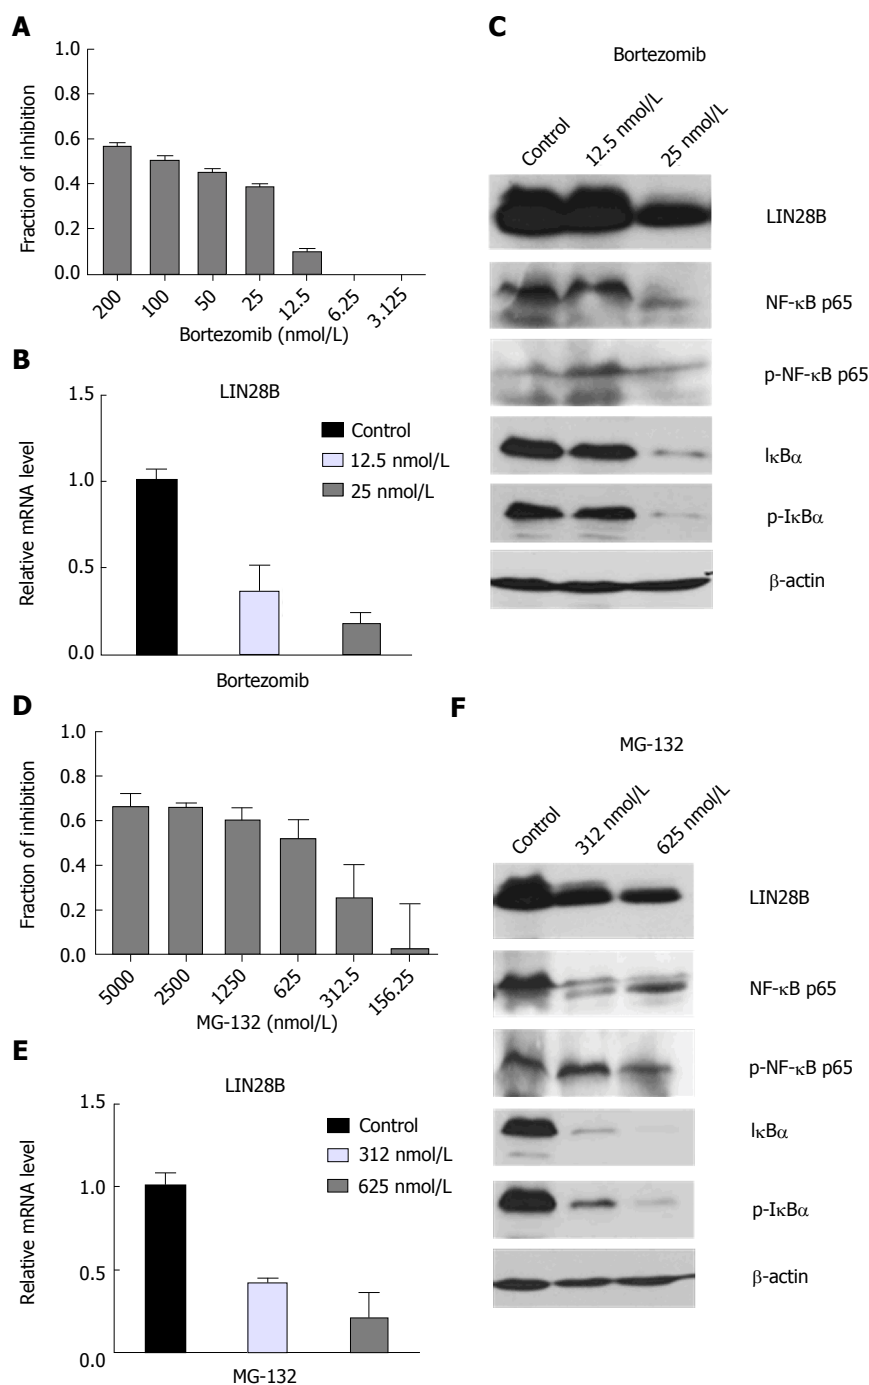 A
1.0
0.8
0.6
0.4
0.2
0.0
Fraction of inhibition
200
100
50
25
12.5
6.25
3.125
Bortezomib (nmol/L)
B
LIN28B
1.5
1.0
0.5
0.0
Relative mRNA level
Control
12.5 nmol/L
25 nmol/L
Bortezomib
C
Bortezomib
Control
12.5 nmol/L
25 nmol/L
LIN28B
NF-κB p65
p-NF-κB p65
IκBα
p-IκBα
β-actin
D
1.0
0.8
0.6
0.4
0.2
0.0
Fraction of inhibition
5000
2500
1250
625
312.5
156.25
MG-132 (nmol/L)
E
LIN28B
1.5
1.0
0.5
0.0
Relative mRNA level
Control
312 nmol/L
625 nmol/L
MG-132
F
MG-132
Control
312 nmol/L
625 nmol/L
LIN28B
NF-κB p65
p-NF-κB p65
IκBα
p-IκBα
β-actin